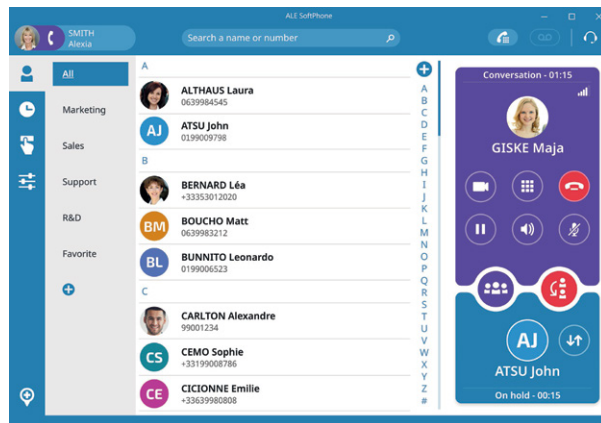 ALE SoftPhone
SMITH
Alexia
Search a name or number
All
Marketing
Sales
Support
R&D
Favorite
A
ALTHAUS Laura
0639984545
AJ
ATSU John
0199009798
B
BERNARD Léa
+33353012020
BM
BOUCHO Matt
0639983212
BL
BUNNITO Leonardo
0199006523
C
CARLTON Alexandre
99001234
CS
CEMO Sophie
+33199008786
CE
CICIONNE Emilie
+33639980808
A
B
C
D
E
F
G
H
I
J
K
L
M
N
O
P
Q
R
S
T
U
V
W
X
Y
Z
#
Conversation - 01:15
GISKE Maja
AJ
ATSU John
On hold - 00:15